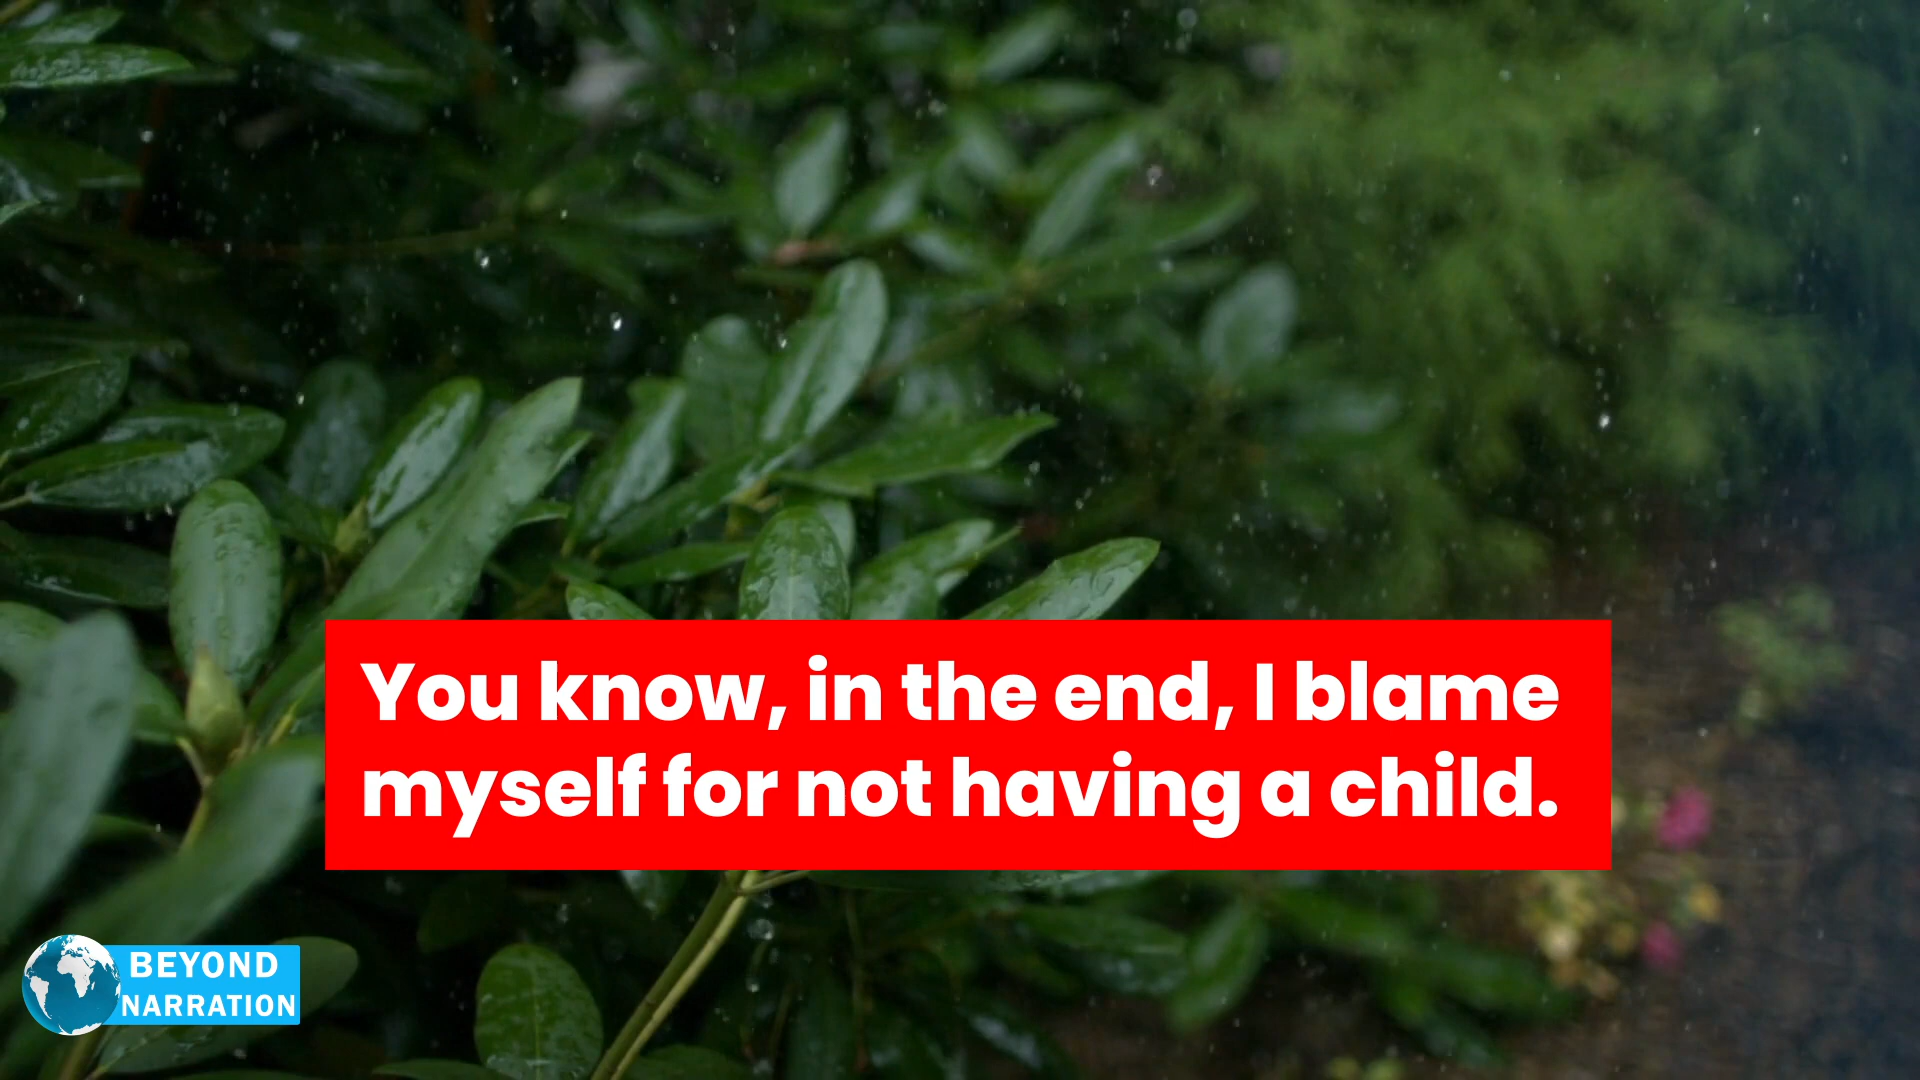 You know, in the end, I blame
myself for not having a child.
BEYOND
NARRATION